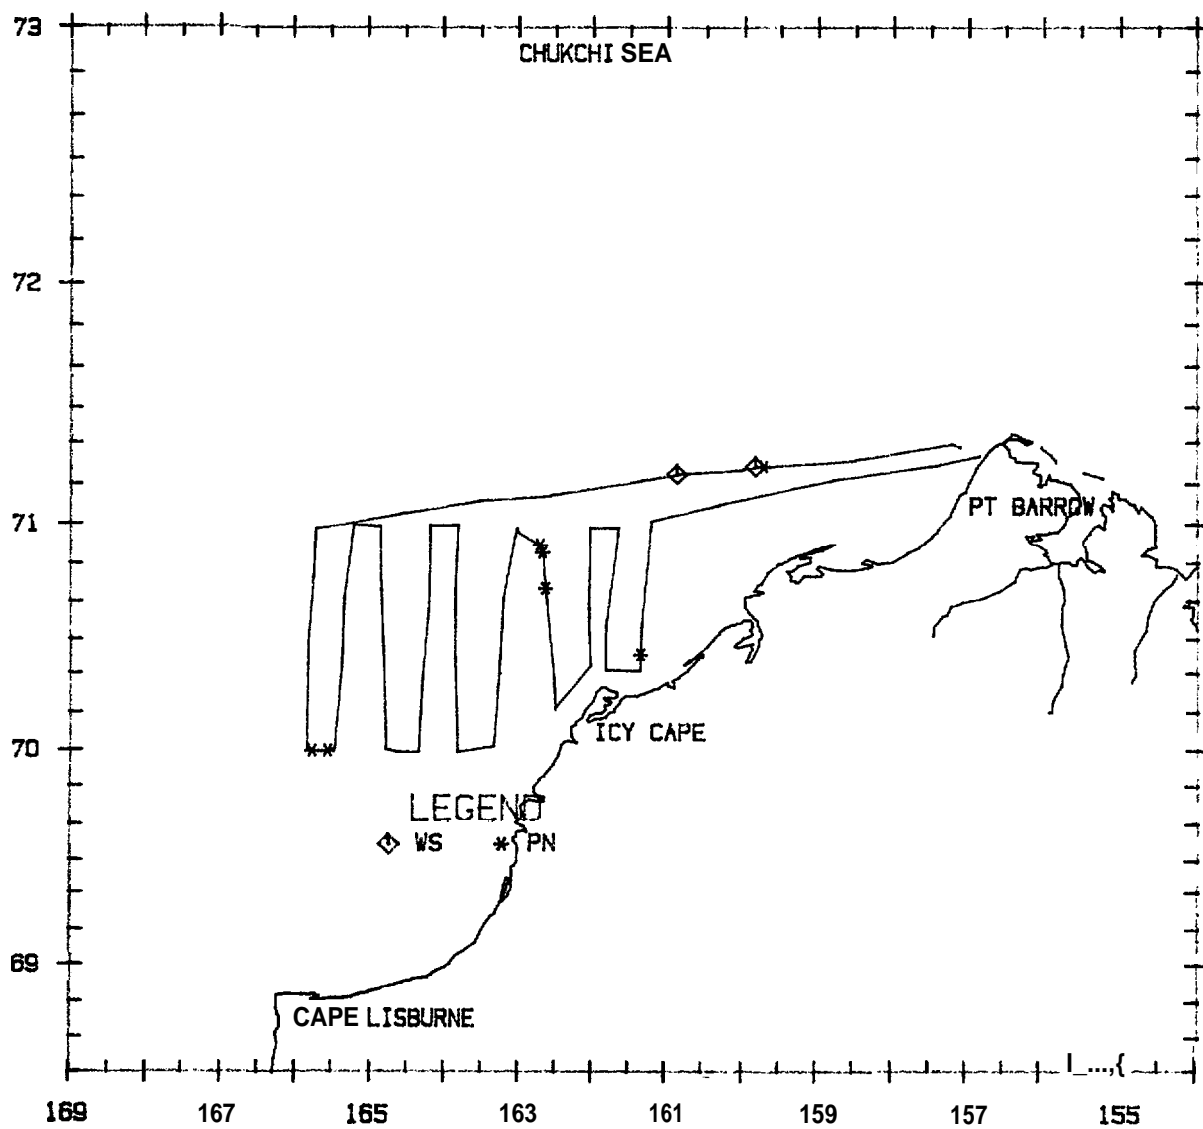 73
CHUKCHI SEA
72
71
PT BARROW
70
ICY CAPE
LEGEND
WS PN
69
CAPE LISBURNE
169 167 165 163 161 159 157 155